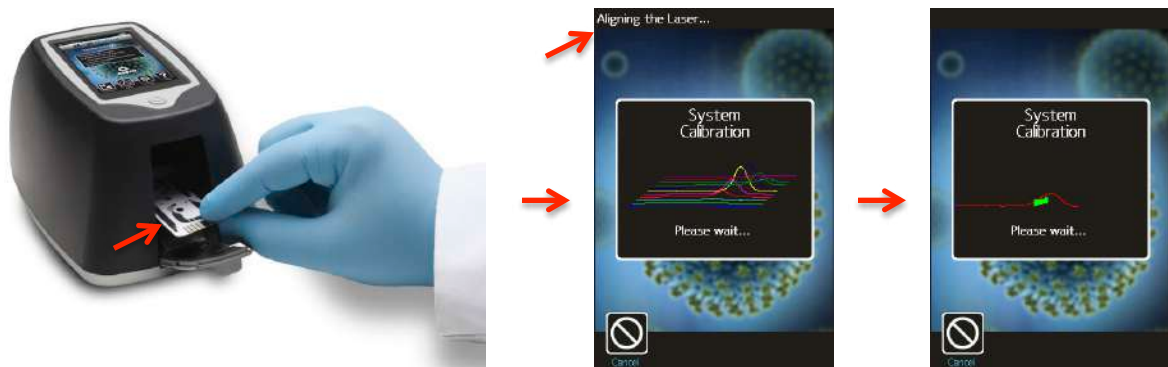 Aligning the Laser...
System
Calibration
Please wait...
Cancel
System
Calibration
Please wait...
Cancel